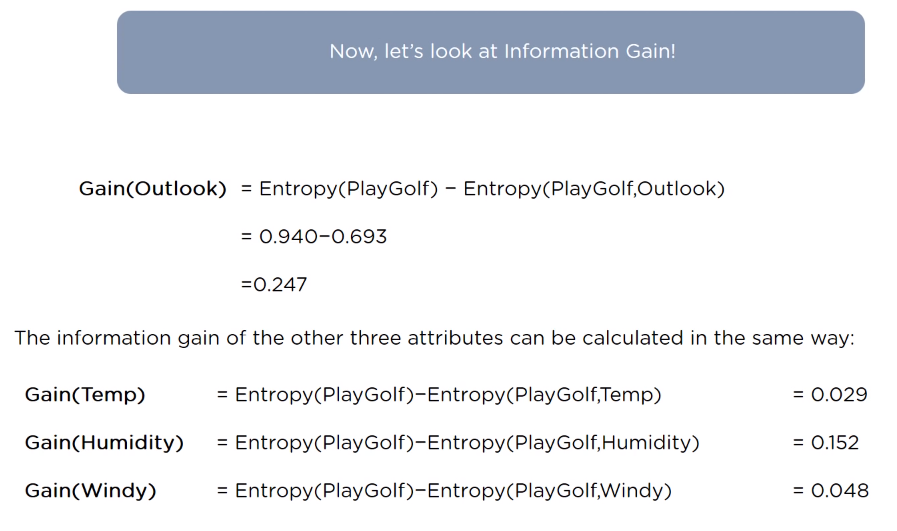 Now, let’s look at Information Gain!
Gain(Outlook) = Entropy(PlayGolf) – Entropy(PlayGolf,Outlook)
= 0.940–0.693
=0.247
The information gain of the other three attributes can be calculated in the same way:
Gain(Temp) = Entropy(PlayGolf)–Entropy(PlayGolf,Temp) = 0.029
Gain(Humidity) = Entropy(PlayGolf)–Entropy(PlayGolf,Humidity) = 0.152
Gain(Windy) = Entropy(PlayGolf)–Entropy(PlayGolf,Windy) = 0.048